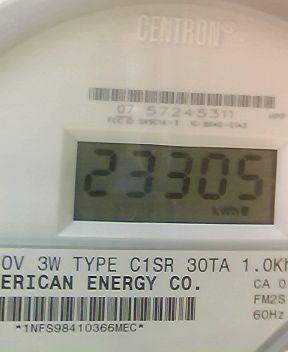 CENTRON®
07 57245311
23305
kWh
0V 3W TYPE C1SR 30TA 1.0Kh
ERICAN ENERGY CO.
CA 0
FM2S
60Hz
*1NFS98410366MEC*